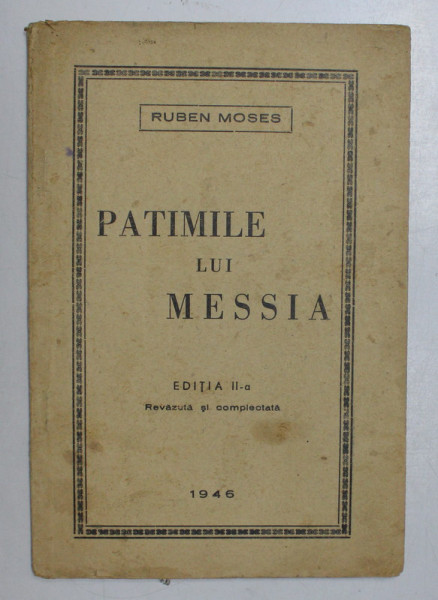 RUBEN MOSES
PATIMILE
LUI
MESSIA
EDIȚIA II-a
Revăzută și complectată
1946